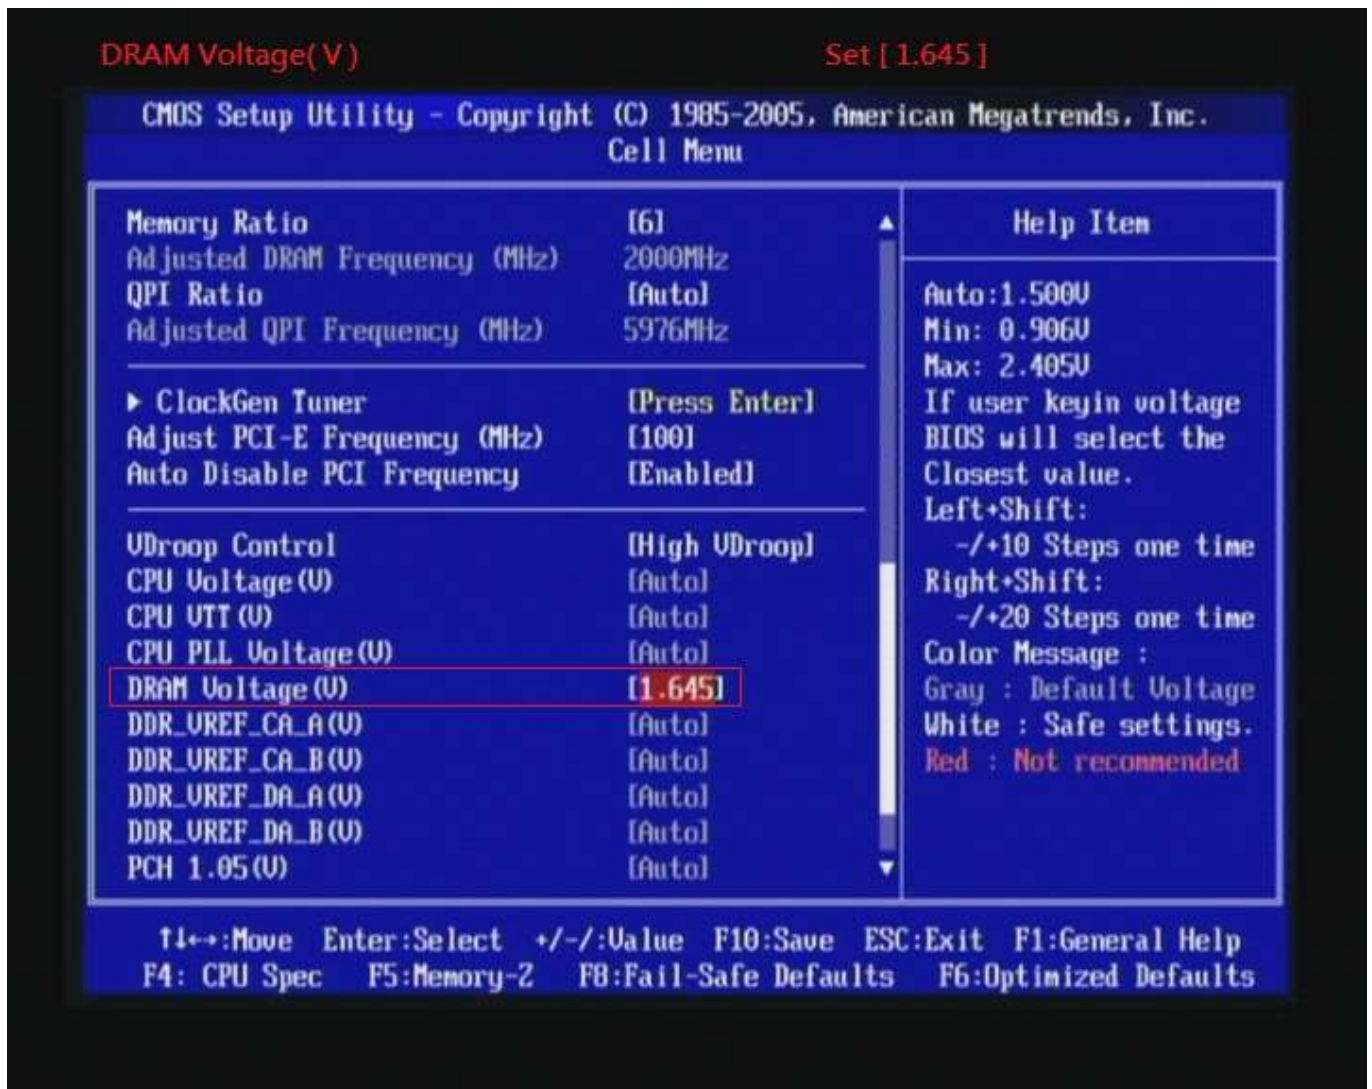 DRAM Voltage( V ) Set [ 1.645 ]
CMOS Setup Utility - Copyright (C) 1985-2005, American Megatrends, Inc.
Cell Menu
Memory Ratio [6]
Adjusted DRAM Frequency (MHz) 2000MHz
QPI Ratio [Auto]
Adjusted QPI Frequency (MHz) 5976MHz
▶ ClockGen Tuner [Press Enter]
Adjust PCI-E Frequency (MHz) [100]
Auto Disable PCI Frequency [Enabled]
VDroop Control [High VDroop]
CPU Voltage(V) [Auto]
CPU VTT(V) [Auto]
CPU PLL Voltage(V) [Auto]
DRAM Voltage(V) [1.645]
DDR_VREF_CA_A(V) [Auto]
DDR_VREF_CA_B(V) [Auto]
DDR_VREF_DA_A(V) [Auto]
DDR_VREF_DA_B(V) [Auto]
PCH 1.05(V) [Auto]
Help Item
Auto:1.500V
Min: 0.906V
Max: 2.405V
If user keyin voltage
BIOS will select the
Closest value.
Left+Shift:
-/+10 Steps one time
Right+Shift:
-/+20 Steps one time
Color Message :
Gray : Default Voltage
White : Safe settings.
Red : Not recommended
↑↓←→:Move Enter:Select +/-/:Value F10:Save ESC:Exit F1:General Help
F4: CPU Spec F5:Memory-Z F8:Fail-Safe Defaults F6:Optimized Defaults